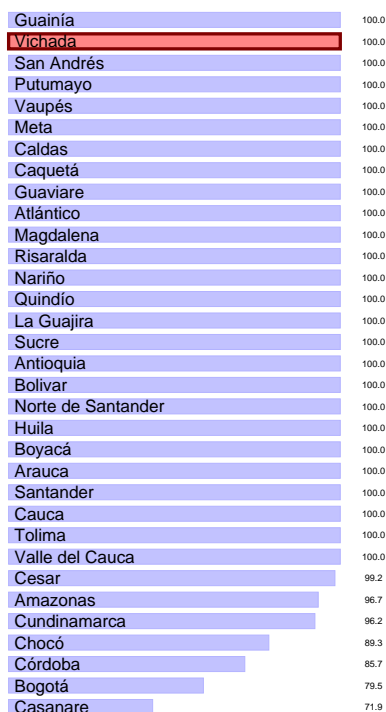 Guainía 100.0
Vichada 100.0
San Andrés 100.0
Putumayo 100.0
Vaupés 100.0
Meta 100.0
Caldas 100.0
Caquetá 100.0
Guaviare 100.0
Atlántico 100.0
Magdalena 100.0
Risaralda 100.0
Nariño 100.0
Quindío 100.0
La Guajira 100.0
Sucre 100.0
Antioquia 100.0
Bolivar 100.0
Norte de Santander 100.0
Huila 100.0
Boyacá 100.0
Arauca 100.0
Santander 100.0
Cauca 100.0
Tolima 100.0
Valle del Cauca 100.0
Cesar 99.2
Amazonas 96.7
Cundinamarca 96.2
Chocó 89.3
Córdoba 85.7
Bogotá 79.5
Casanare 71.9